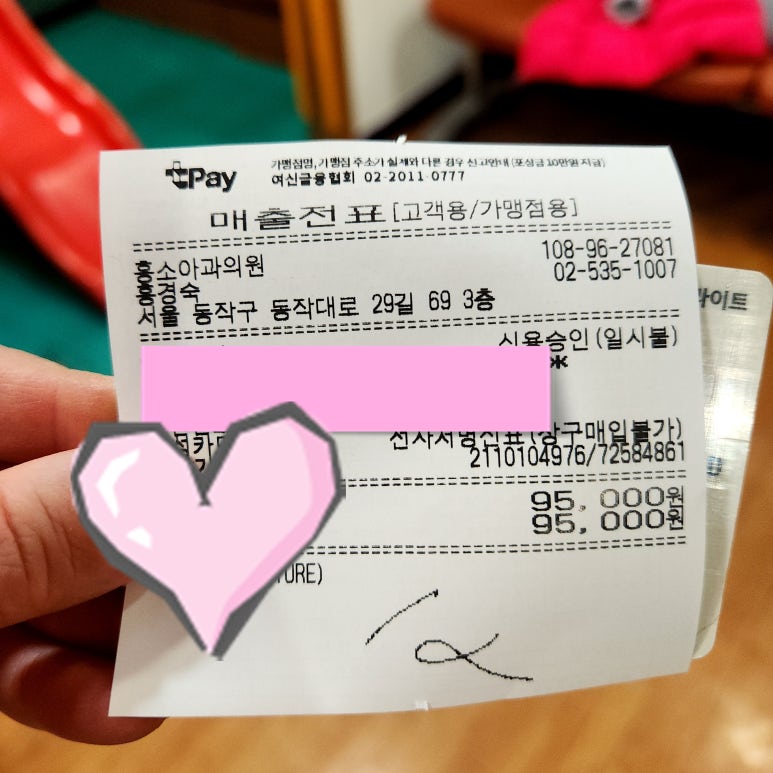 Pay
가맹점명, 가맹점 주소가 실제와 다른 경우 신고안내 (포상금 10만원 지급)
여신금융협회 02-2011-0777
매출전표 [고객용/가맹점용]
홍소아과의원 108-96-27081
홍경숙 02-535-1007
서울 동작구 동작대로 29길 69 3층
신용승인 (일시불)
*
전자서명전표(창구매입불가)
2110104976/72584861
95,000원
95,000원
TURE)
라이트